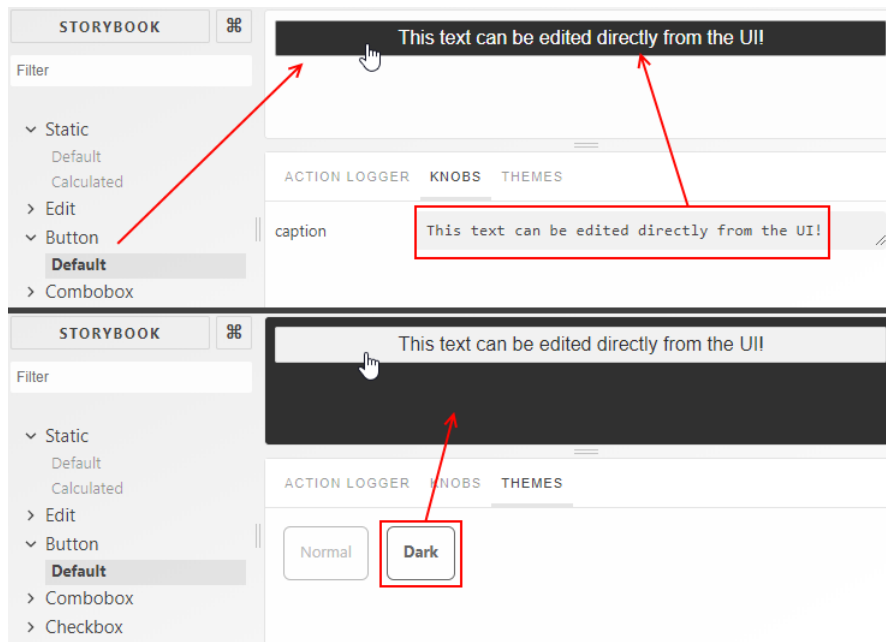 STORYBOOK ⌘
Filter
Static
Default
Calculated
Edit
Button
Default
Combobox
This text can be edited directly from the UI!
ACTION LOGGER KNOBS THEMES
caption This text can be edited directly from the UI!
STORYBOOK ⌘
Filter
Static
Default
Calculated
Edit
Button
Default
Combobox
Checkbox
This text can be edited directly from the UI!
ACTION LOGGER KNOBS THEMES
Normal Dark